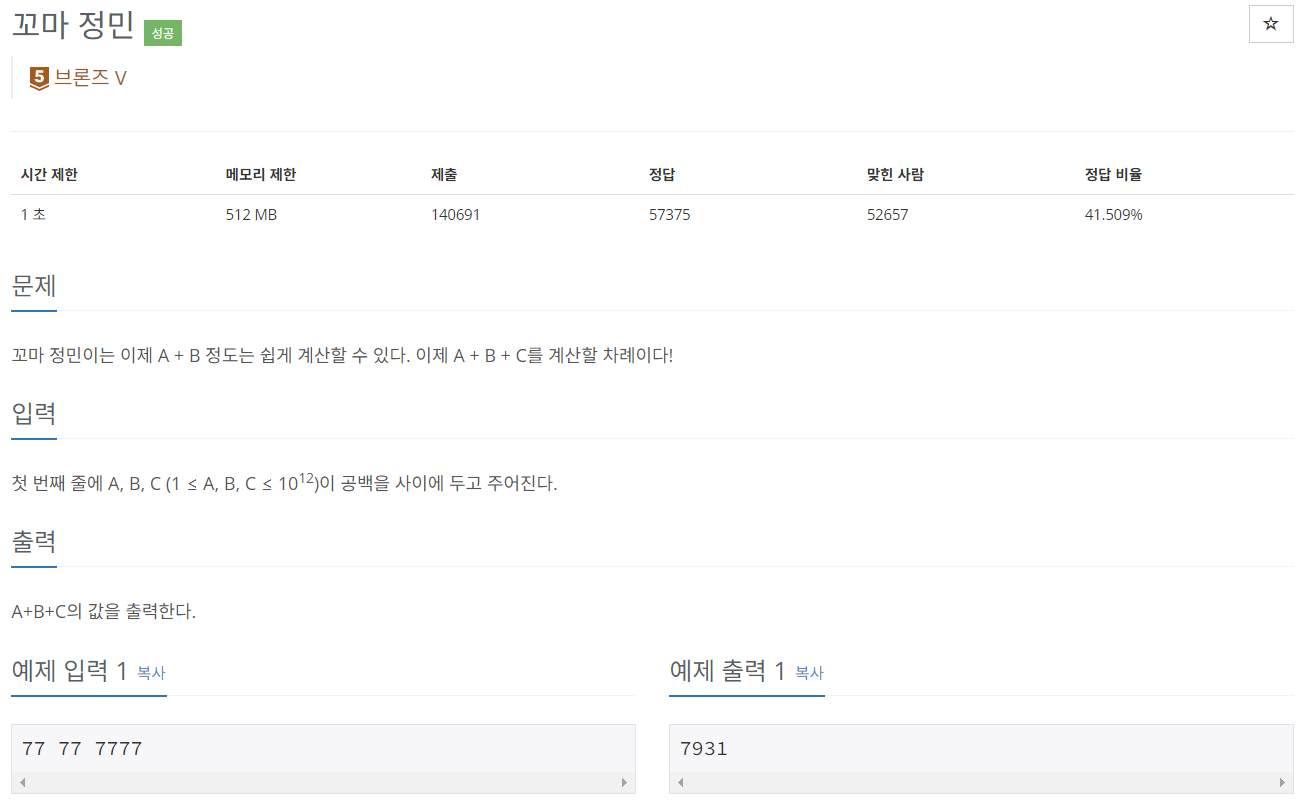 꼬마 정민 성공
☆
5 브론즈 V
시간 제한 메모리 제한 제출 정답 맞힌 사람 정답 비율
1 초 512 MB 140691 57375 52657 41.509%
문제
꼬마 정민이는 이제 A + B 정도는 쉽게 계산할 수 있다. 이제 A + B + C를 계산할 차례이다!
입력
첫 번째 줄에 A, B, C (1 ≤ A, B, C ≤ 10¹²)이 공백을 사이에 두고 주어진다.
출력
A+B+C의 값을 출력한다.
예제 입력 1 복사
77 77 7777
예제 출력 1 복사
7931